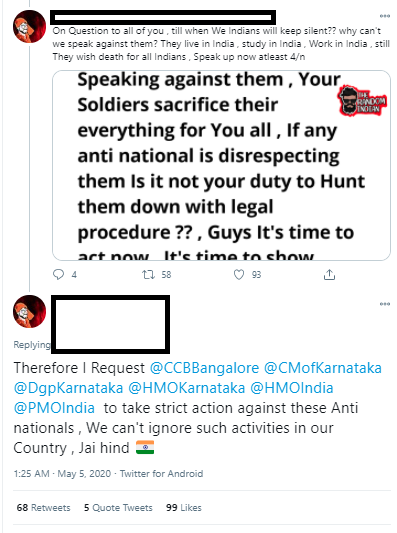 On Question to all of you , till when We Indians will keep silent?? why can't
we speak against them? They live in India , study in India , Work in India , still
They wish death for all Indians , Speak up now atleast 4/n
Speaking against them , Your
Soldiers sacrifice their
everything for You all , If any
anti national is disrespecting
them Is it not your duty to Hunt
them down with legal
procedure ?? , Guys It's time to
act now It's time to show
THE
RANDOM
INDIAN
4
58
93
Replying
Therefore I Request @CCBBangalore @CMofKarnataka
@DgpKarnataka @HMOKarnataka @HMOIndia
@PMOIndia to take strict action against these Anti
nationals , We can't ignore such activities in our
Country , Jai hind 🇮🇳
1:25 AM · May 5, 2020 · Twitter for Android
68 Retweets 5 Quote Tweets 99 Likes